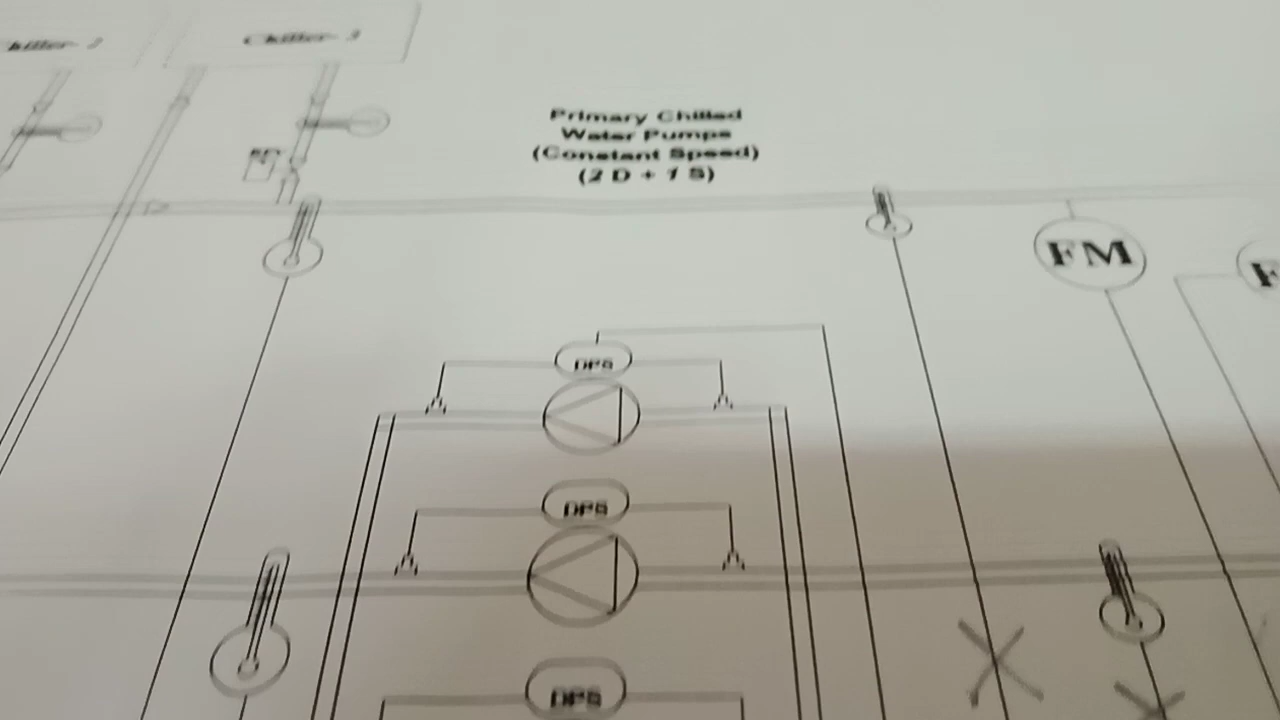 Chiller-2
Chiller-3
Primary Chilled
Water Pumps
(Constant Speed)
(2 D + 1 S)
FM
F
DPS
DPS
DPS